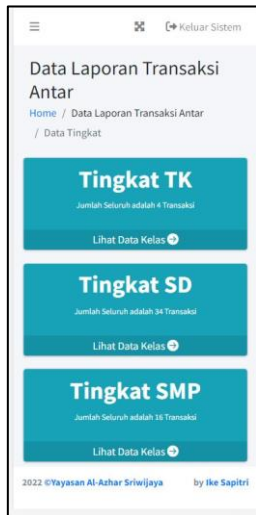 Keluar Sistem
Data Laporan Transaksi
Antar
Home / Data Laporan Transaksi Antar
/ Data Tingkat
Tingkat TK
Jumlah Seluruh adalah 4 Transaksi
Lihat Data Kelas
Tingkat SD
Jumlah Seluruh adalah 34 Transaksi
Lihat Data Kelas
Tingkat SMP
Jumlah Seluruh adalah 16 Transaksi
Lihat Data Kelas
2022 ©Yayasan Al-Azhar Sriwijaya by Ike Sapitri